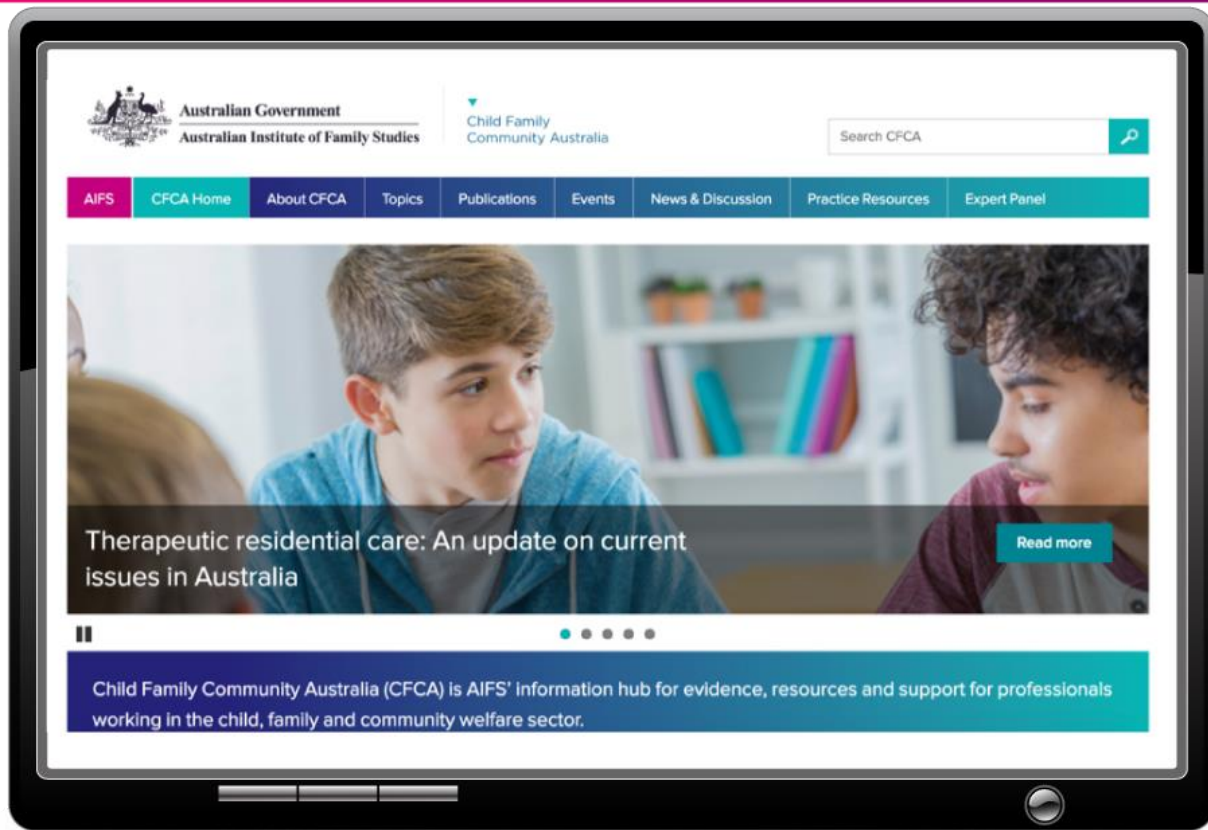 Australian Government
Australian Institute of Family Studies
Child Family
Community Australia
Search CFCA
AIFS
CFCA Home
About CFCA
Topics
Publications
Events
News & Discussion
Practice Resources
Expert Panel
Therapeutic residential care: An update on current
issues in Australia
Read more
Child Family Community Australia (CFCA) is AIFS' information hub for evidence, resources and support for professionals
working in the child, family and community welfare sector.